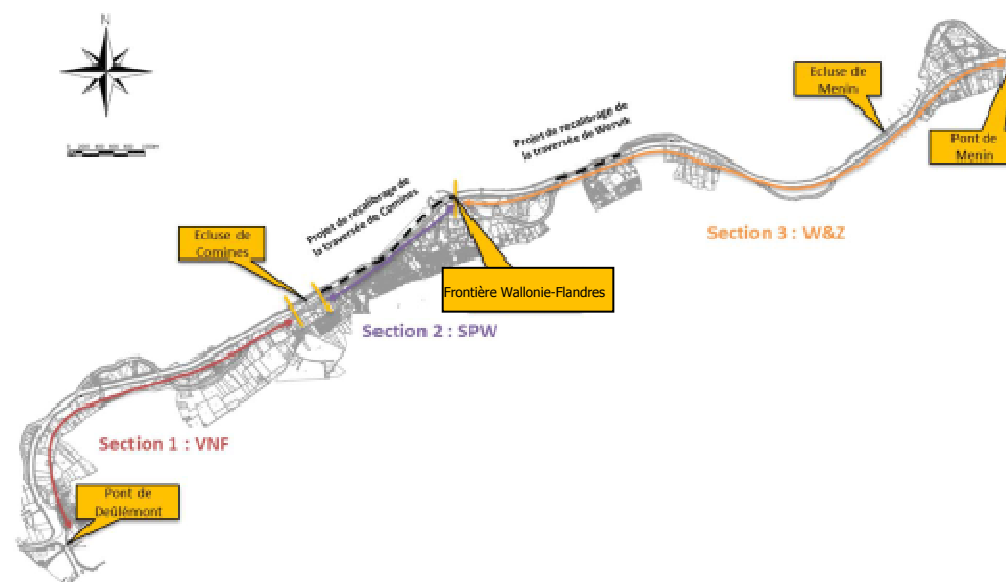 N
Ecluse de
Menin
Pont de
Menin
Projet de recalibrage de
la traversée de Wervik
Projet de recalibrage de
la traversée de Comines
Ecluse de
Comines
Section 3 : W&Z
Frontière Wallonie-Flandres
Section 2 : SPW
Section 1 : VNF
Pont de
Deûlémont